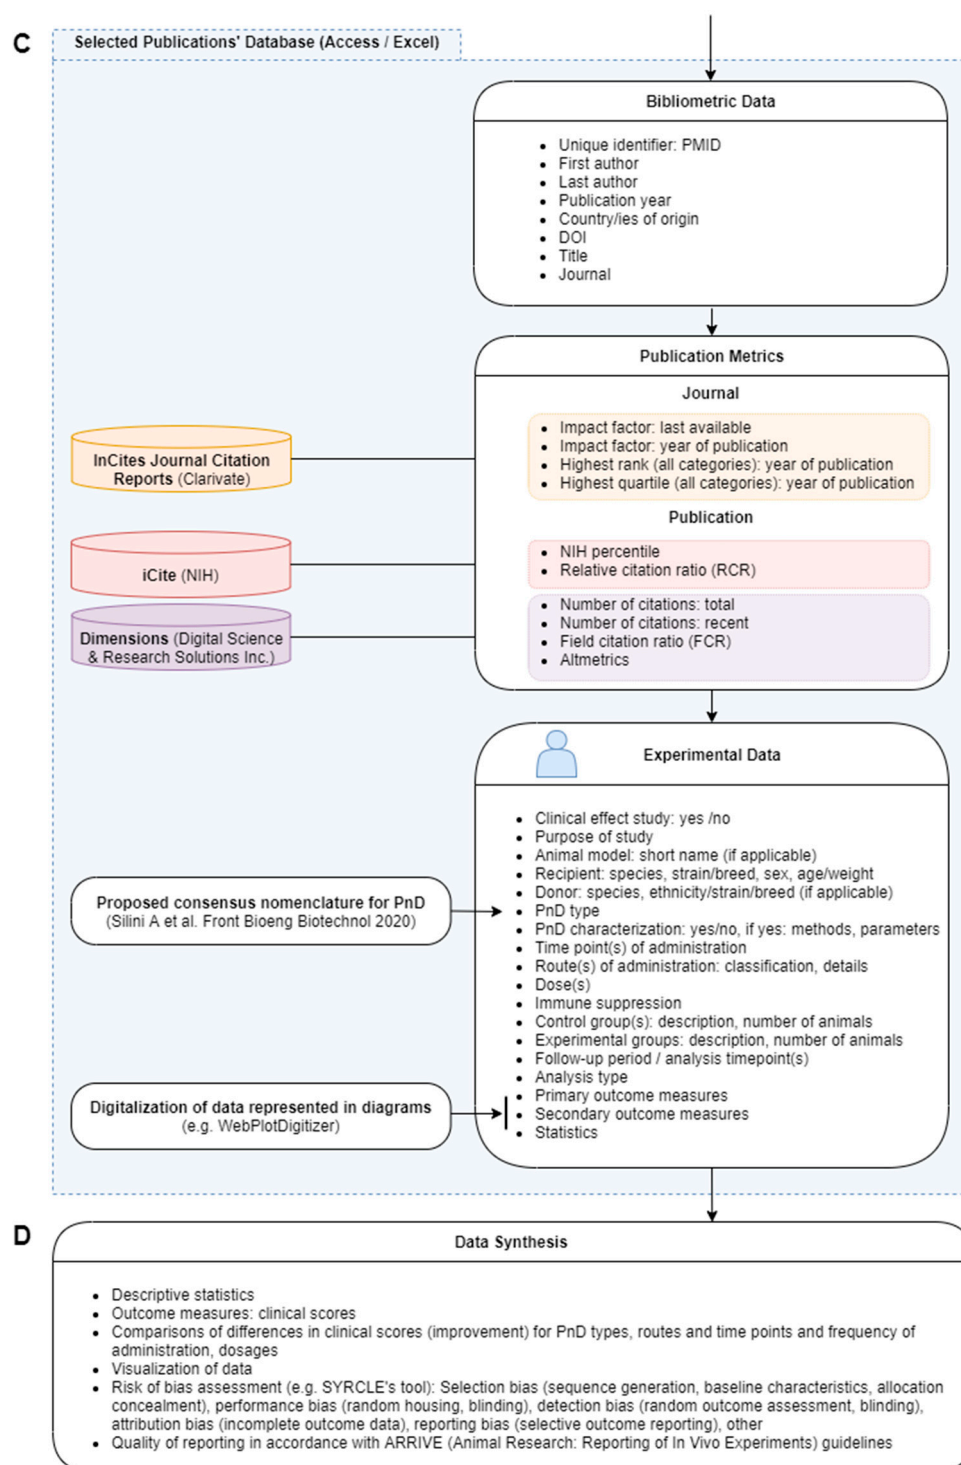 C
Selected Publications' Database (Access / Excel)
Bibliometric Data
• Unique identifier: PMID
• First author
• Last author
• Publication year
• Country/ies of origin
• DOI
• Title
• Journal
Publication Metrics
Journal
InCites Journal Citation
Reports (Clarivate)
• Impact factor: last available
• Impact factor: year of publication
• Highest rank (all categories): year of publication
• Highest quartile (all categories): year of publication
Publication
iCite (NIH)
• NIH percentile
• Relative citation ratio (RCR)
Dimensions (Digital Science
& Research Solutions Inc.)
• Number of citations: total
• Number of citations: recent
• Field citation ratio (FCR)
• Altmetrics
Experimental Data
• Clinical effect study: yes /no
• Purpose of study
• Animal model: short name (if applicable)
• Recipient: species, strain/breed, sex, age/weight
• Donor: species, ethnicity/strain/breed (if applicable)
• PnD type
• PnD characterization: yes/no, if yes: methods, parameters
• Time point(s) of administration
• Route(s) of administration: classification, details
• Dose(s)
• Immune suppression
• Control group(s): description, number of animals
• Experimental groups: description, number of animals
• Follow-up period / analysis timepoint(s)
• Analysis type
• Primary outcome measures
• Secondary outcome measures
• Statistics
Proposed consensus nomenclature for PnD
(Silini A et al. Front Bioeng Biotechnol 2020)
Digitalization of data represented in diagrams
(e.g. WebPlotDigitizer)
D
Data Synthesis
• Descriptive statistics
• Outcome measures: clinical scores
• Comparisons of differences in clinical scores (improvement) for PnD types, routes and time points and frequency of
administration, dosages
• Visualization of data
• Risk of bias assessment (e.g. SYRCLE's tool): Selection bias (sequence generation, baseline characteristics, allocation
concealment), performance bias (random housing, blinding), detection bias (random outcome assessment, blinding),
attribution bias (incomplete outcome data), reporting bias (selective outcome reporting), other
• Quality of reporting in accordance with ARRIVE (Animal Research: Reporting of In Vivo Experiments) guidelines